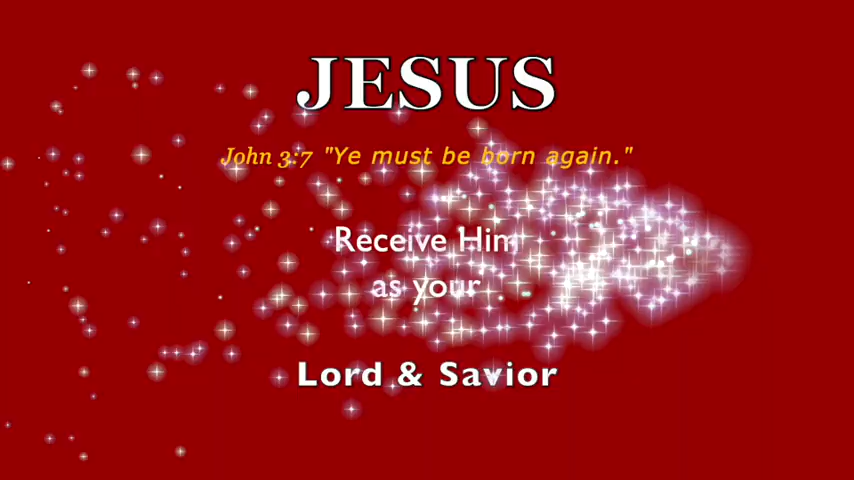 JESUS
John 3:7 "Ye must be born again."
Receive Him
as your
Lord & Savior